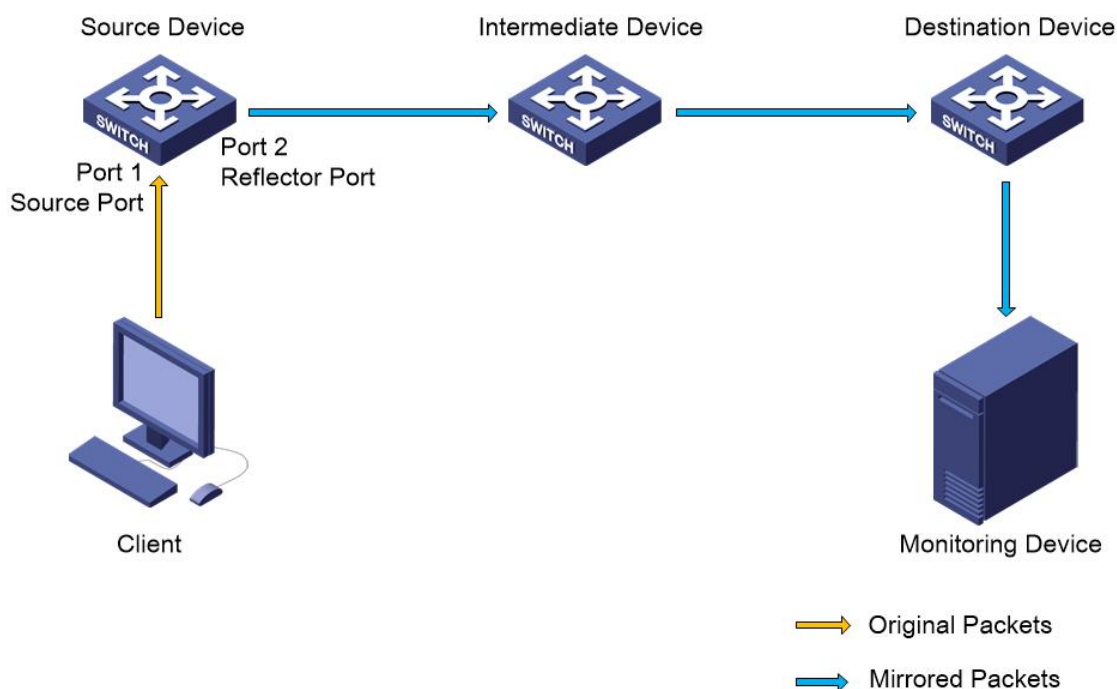 Source Device
Intermediate Device
Destination Device
SWITCH
SWITCH
SWITCH
Port 1
Source Port
Port 2
Reflector Port
Client
Monitoring Device
Original Packets
Mirrored Packets